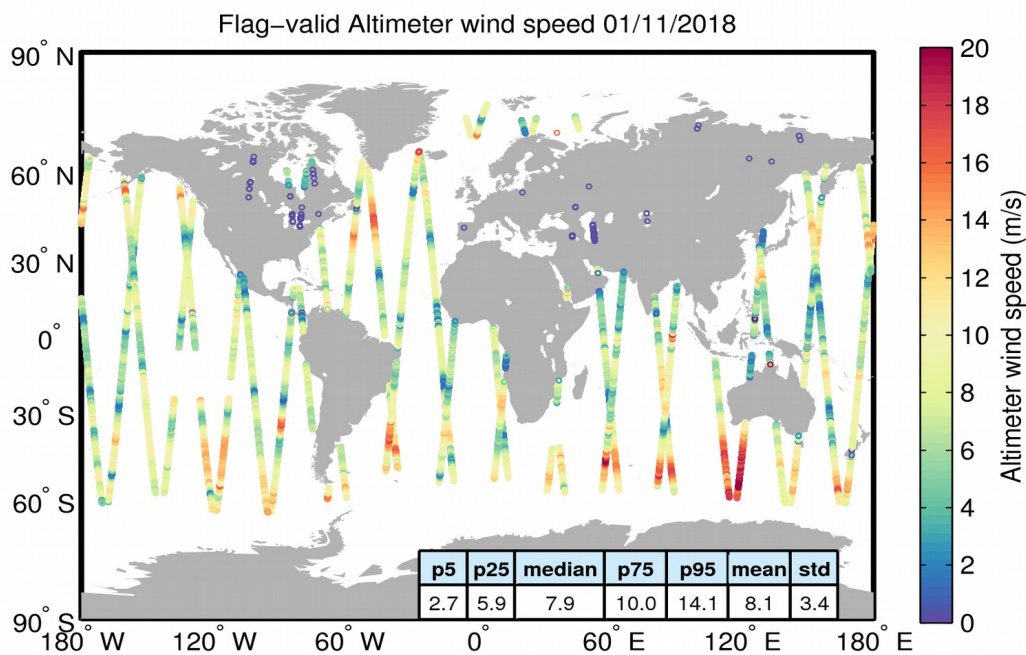 Flag-valid Altimeter wind speed 01/11/2018
90° N
60° N
30° N
0°
30° S
60° S
90° S
180° W
120° W
60° W
0°
60° E
120° E
180° E
p5 p25 median p75 p95 mean std
2.7 5.9 7.9 10.0 14.1 8.1 3.4
20
18
16
14
12
10
8
6
4
2
0
Altimeter wind speed (m/s)